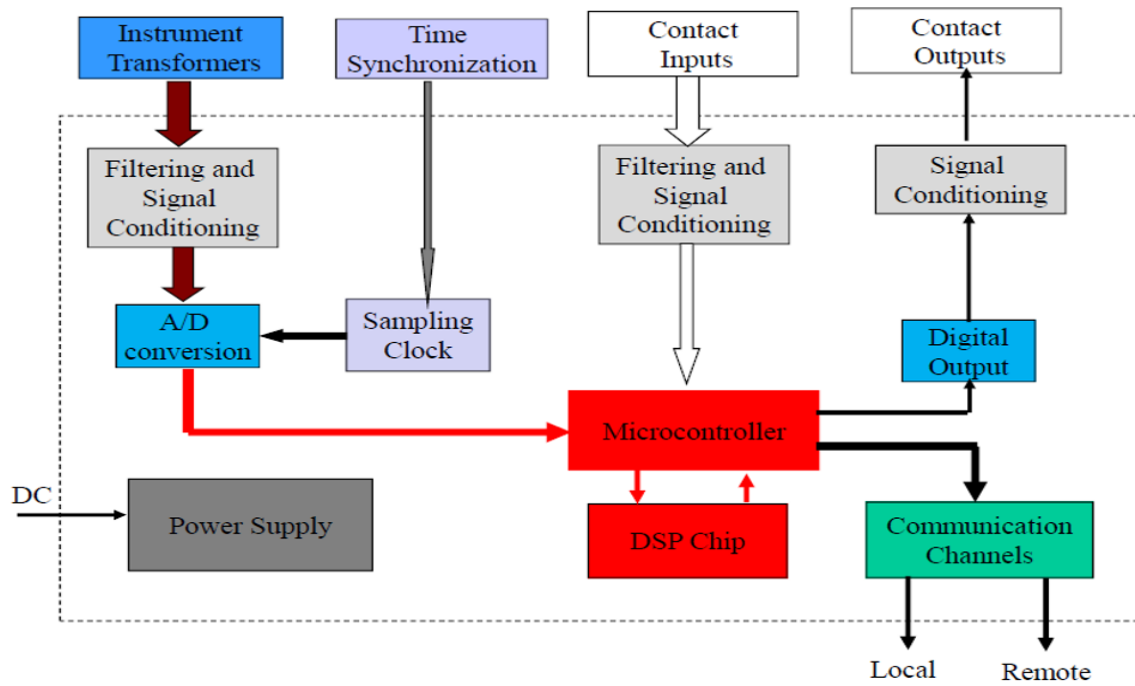 Instrument
Transformers
Time
Synchronization
Contact
Inputs
Contact
Outputs
Filtering and
Signal
Conditioning
Filtering and
Signal
Conditioning
Signal
Conditioning
A/D
conversion
Sampling
Clock
Digital
Output
Microcontroller
DC
Power Supply
DSP Chip
Communication
Channels
Local
Remote